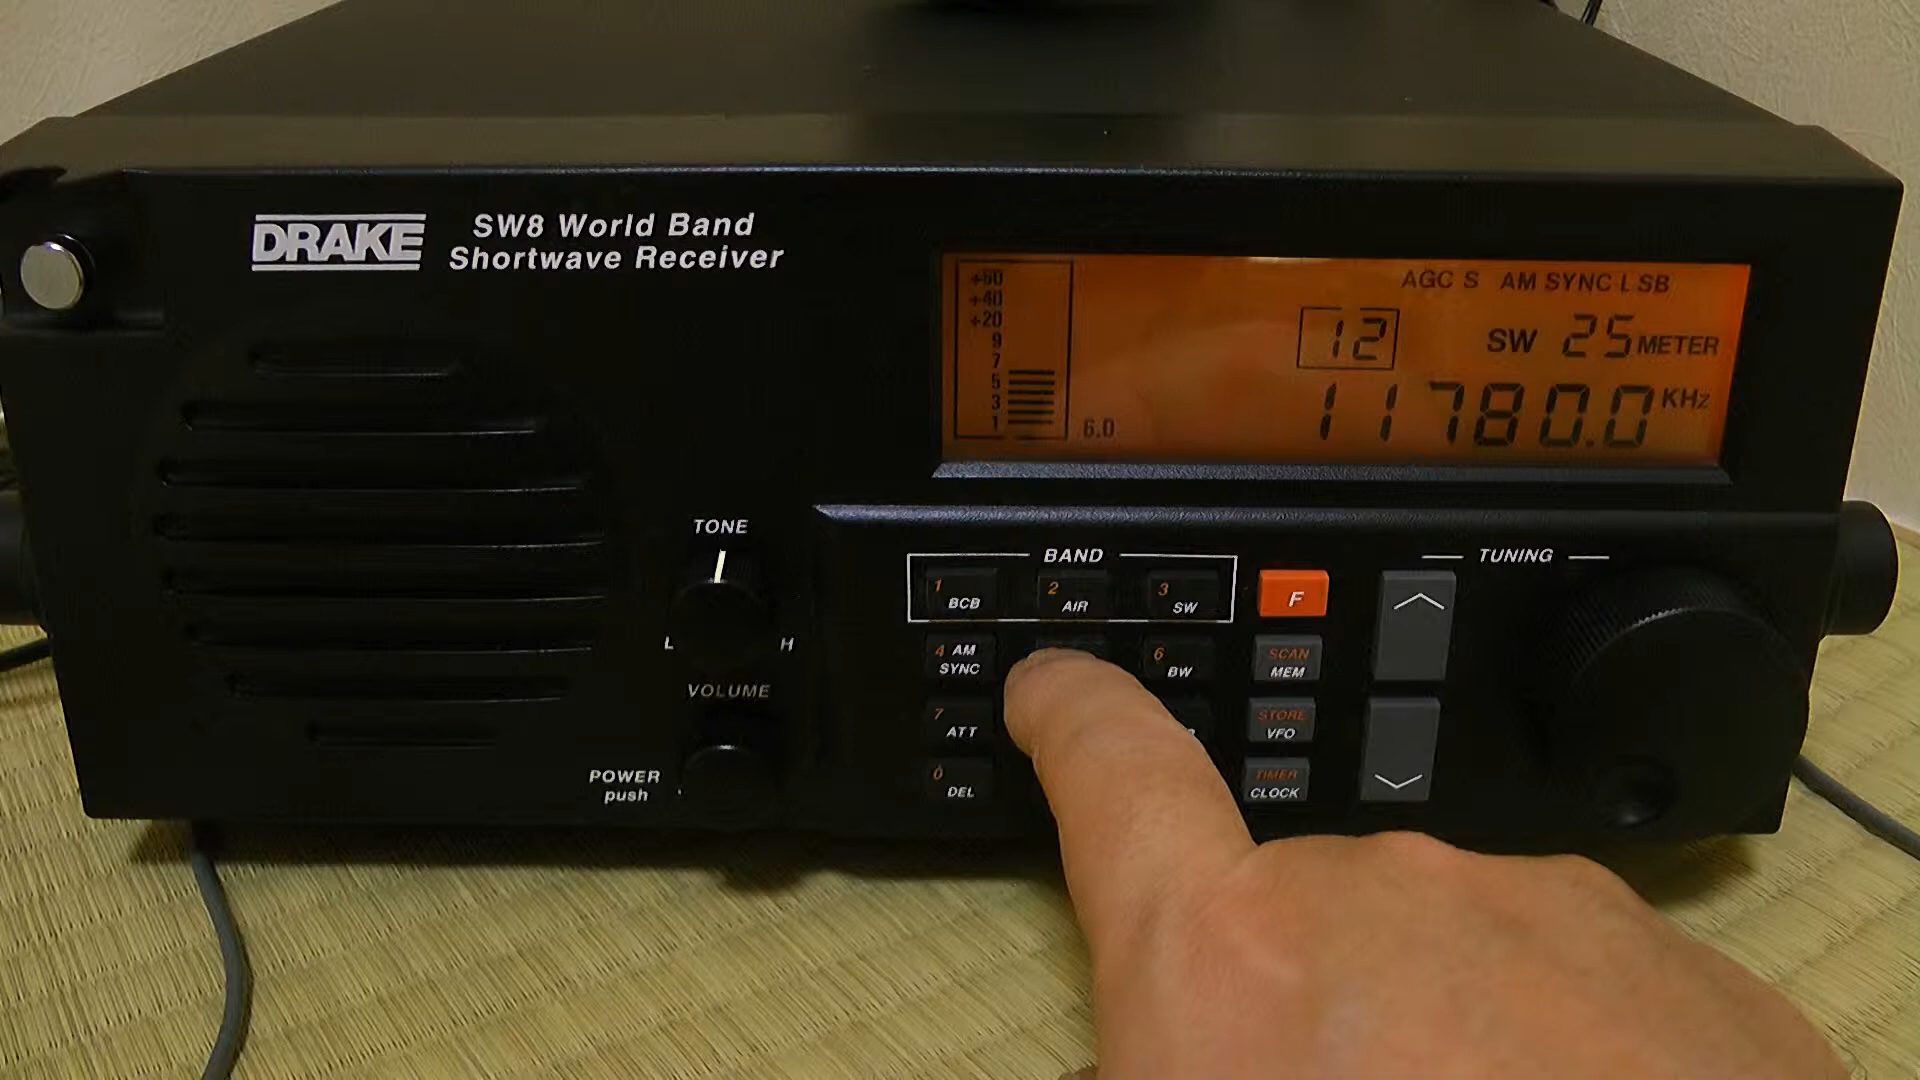 DRAKE
SW8 World Band
Shortwave Receiver
+60
+40
+20
9
7
5
3
1
6.0
AGC S AM SYNC L SB
12 SW 25 METER
11780.0 KHz
TONE
L H
VOLUME
POWER
push
BAND
1 BCB
2 AIR
3 SW
F
4 AM
SYNC
6 BW
SCAN
MEM
7 ATT
STORE
VFO
0 DEL
TIMER
CLOCK
TUNING